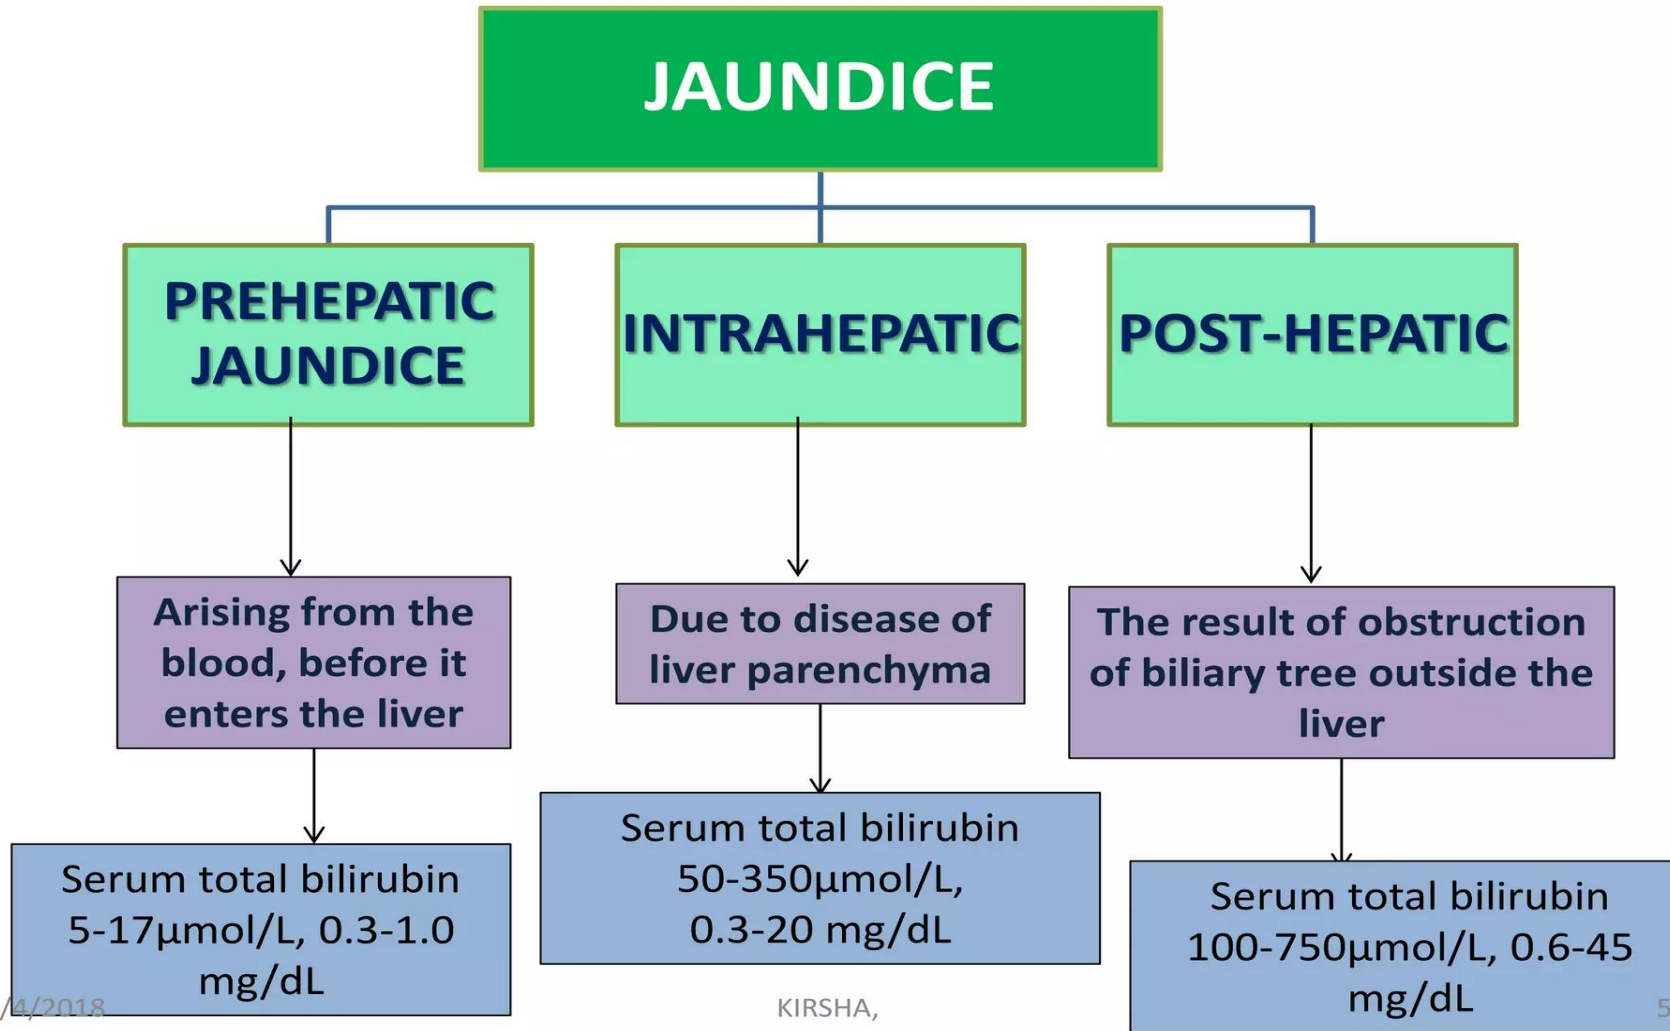 JAUNDICE
PREHEPATIC
JAUNDICE
INTRAHEPATIC
POST-HEPATIC
Arising from the
blood, before it
enters the liver
Due to disease of
liver parenchyma
The result of obstruction
of biliary tree outside the
liver
Serum total bilirubin
5-17µmol/L, 0.3-1.0
mg/dL
Serum total bilirubin
50-350µmol/L,
0.3-20 mg/dL
Serum total bilirubin
100-750µmol/L, 0.6-45
mg/dL
/4/2018
KIRSHA,
5